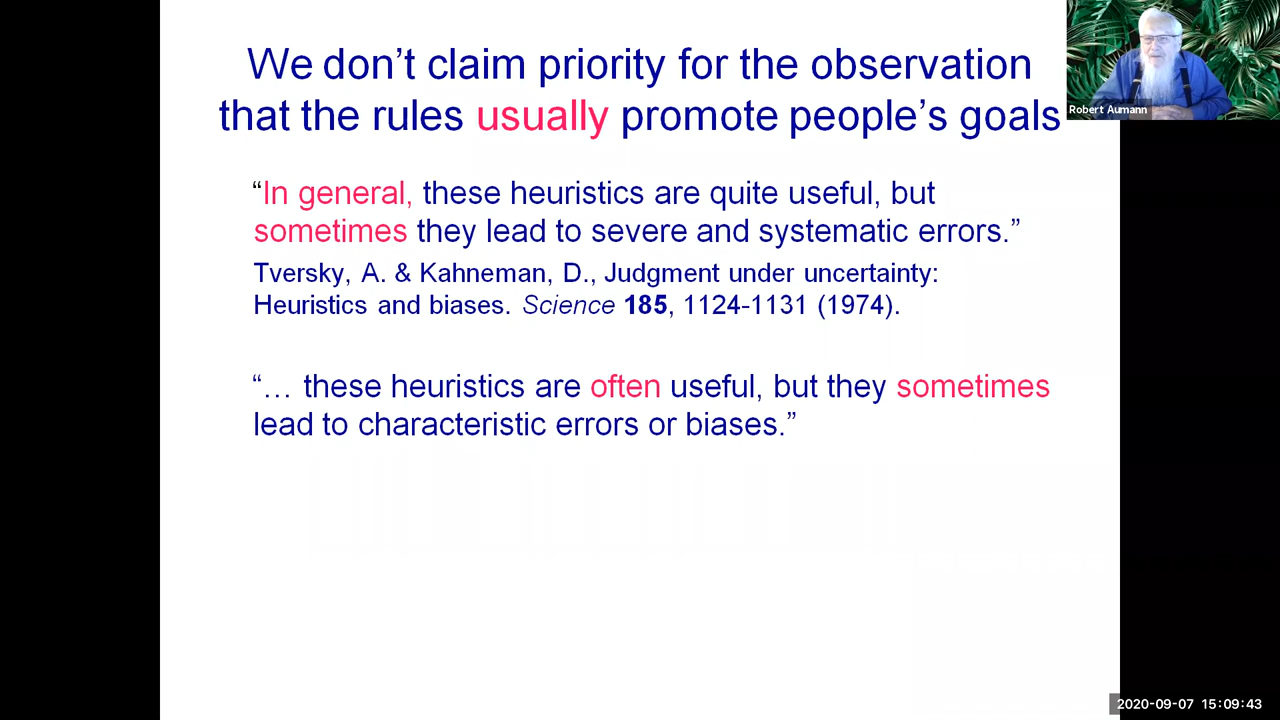 We don’t claim priority for the observation
that the rules usually promote people’s goals
Robert Aumann
“In general, these heuristics are quite useful, but
sometimes they lead to severe and systematic errors.”
Tversky, A. & Kahneman, D., Judgment under uncertainty:
Heuristics and biases. Science 185, 1124-1131 (1974).
“… these heuristics are often useful, but they sometimes
lead to characteristic errors or biases.”
2020-09-07 15:09:43